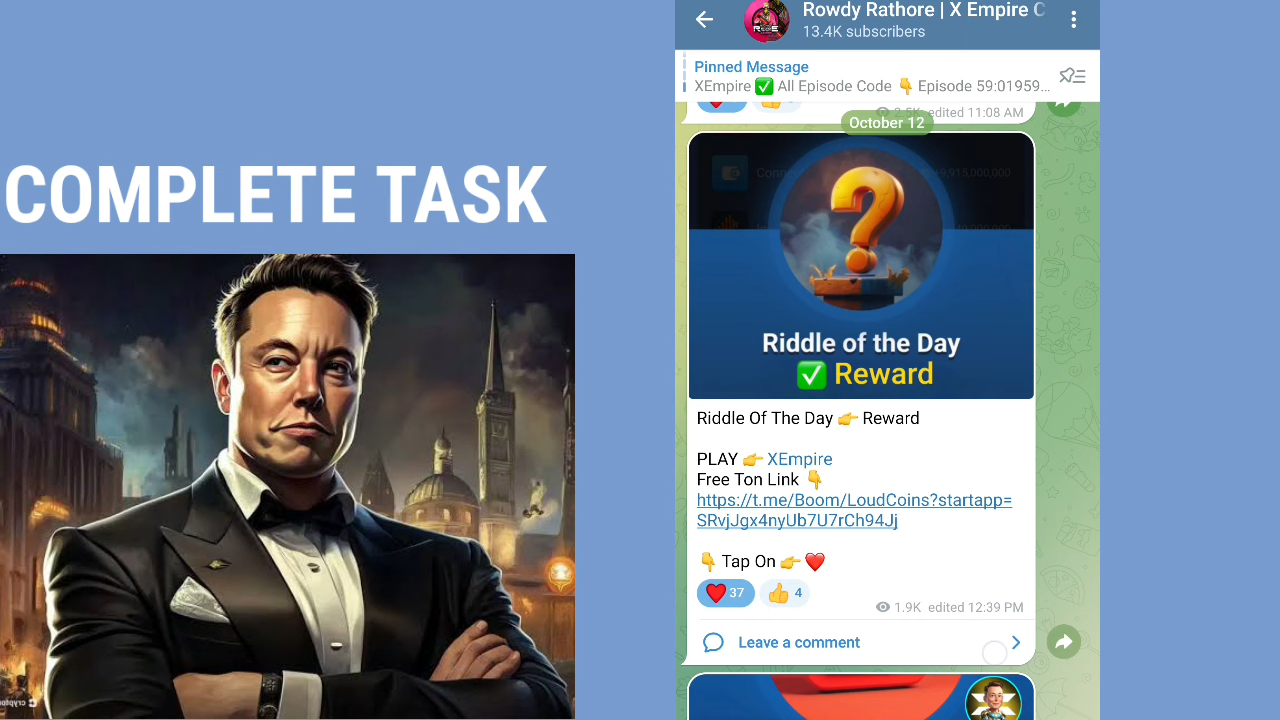 COMPLETE TASK
Rowdy Rathore | X Empire C
13.4K subscribers
Pinned Message
XEmpire ✅ All Episode Code 👇 Episode 59:01959...
edited 11:08 AM
October 12
Riddle of the Day
✅ Reward
Riddle Of The Day 👉 Reward
PLAY 👉 XEmpire
Free Ton Link 👇
https://t.me/Boom/LoudCoins?startapp=
SRvjJgx4nyUb7U7rCh94Jj
👇 Tap On 👉 ❤️
❤️ 37 👍 4
1.9K edited 12:39 PM
Leave a comment